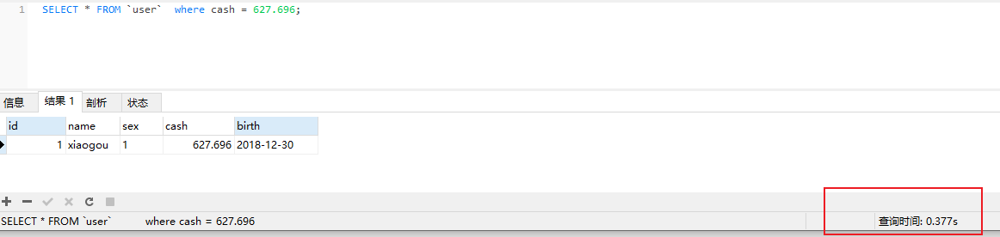 1 SELECT * FROM `user` where cash = 627.696;
信息 结果 1 剖析 状态
id name sex cash birth
1 xiaogou 1 627.696 2018-12-30
SELECT * FROM `user` where cash = 627.696 查询时间: 0.377s